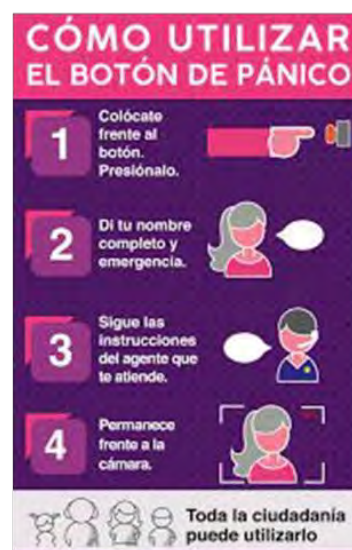 CÓMO UTILIZAR
EL BOTÓN DE PÁNICO
1
Colócate
frente al
botón.
Presiónalo.
2
Di tu nombre
completo y
emergencia.
3
Sigue las
instrucciones
del agente que
te atiende.
4
Permanece
frente a la
cámara.
Toda la ciudadanía
puede utilizarlo